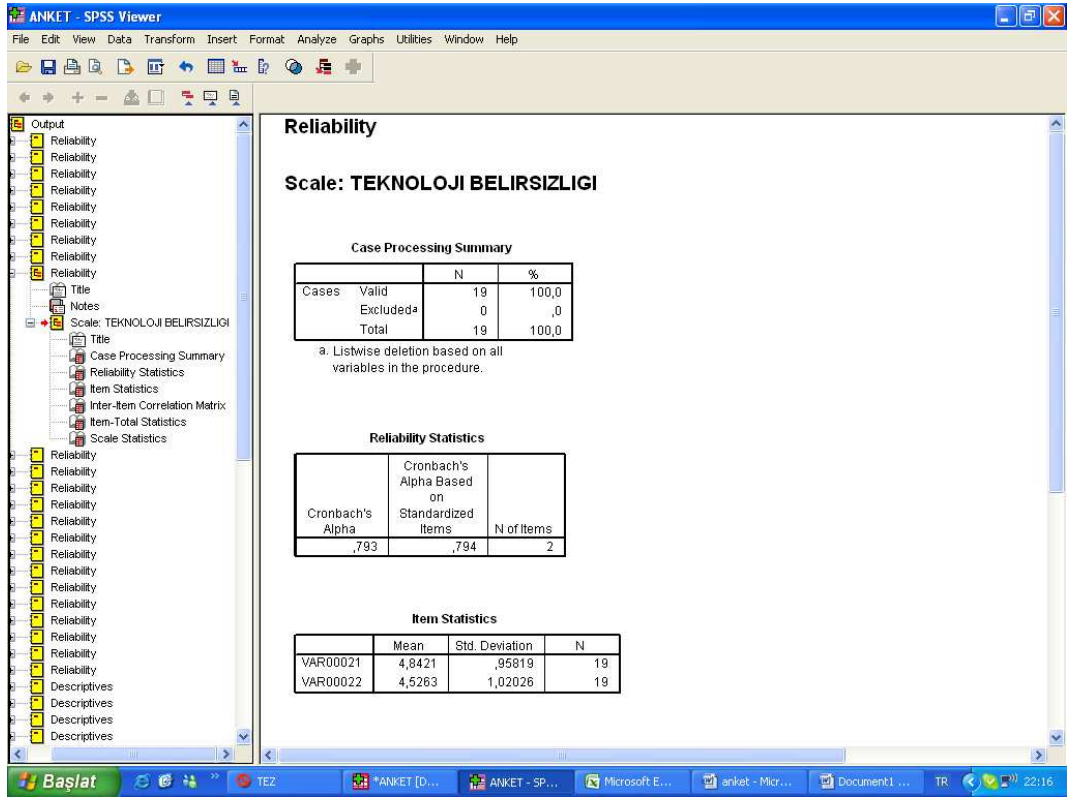 ANKET - SPSS Viewer
File Edit View Data Transform Insert Format Analyze Graphs Utilities Window Help
Output
Reliability
Reliability
Reliability
Reliability
Reliability
Reliability
Reliability
Reliability
Reliability
Title
Notes
Scale: TEKNOLOJI BELIRSIZLIGI
Title
Case Processing Summary
Reliability Statistics
Item Statistics
Inter-Item Correlation Matrix
Item-Total Statistics
Scale Statistics
Reliability
Reliability
Reliability
Reliability
Reliability
Reliability
Reliability
Reliability
Reliability
Reliability
Reliability
Reliability
Reliability
Reliability
Descriptives
Descriptives
Descriptives
Descriptives
Reliability
Scale: TEKNOLOJI BELIRSIZLIGI
Case Processing Summary
N %
Cases Valid 19 100,0
Excludeda 0 ,0
Total 19 100,0
a. Listwise deletion based on all
variables in the procedure.
Reliability Statistics
Cronbach's
Alpha Based
on
Cronbach's Standardized
Alpha Items N of Items
,793 ,794 2
Item Statistics
Mean Std. Deviation N
VAR00021 4,8421 ,95819 19
VAR00022 4,5263 1,02026 19
Başlat TEZ *ANKET [D... ANKET - SP... Microsoft E... anket - Micr... Document1 ... TR 22:16